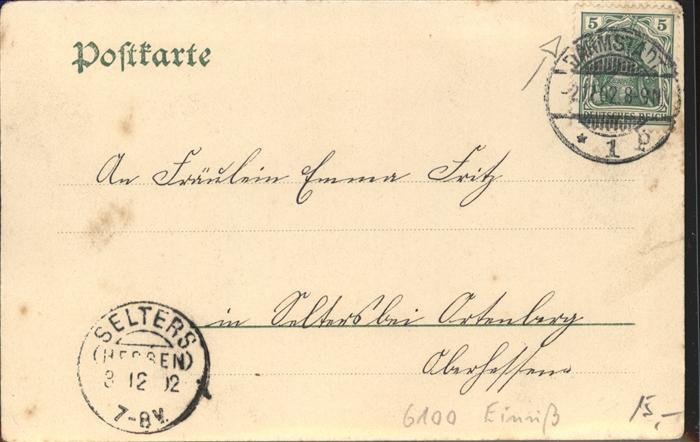 Postkarte
5 5
DEUTSCHES REICH
DARMSTADT
-2.12.02. 8-9N
* 1 P
An Fräulein Emma Fritz
in Selters bei Ortenberg
Oberhessen
SELTERS
(HESSEN)
3 12 02
7-8V.
6100 Einriß
15,-